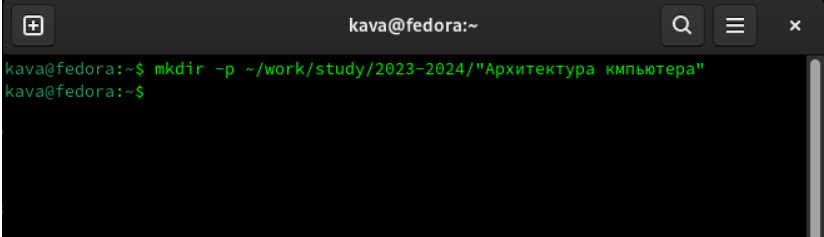 kava@fedora:~
kava@fedora:~$ mkdir -p ~/work/study/2023-2024/"Архитектура кмпьютера"
kava@fedora:~$